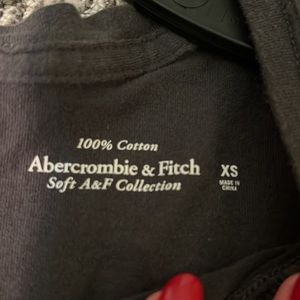 100% Cotton
Abercrombie & Fitch
Soft A&F Collection
XS
MADE IN
CHINA